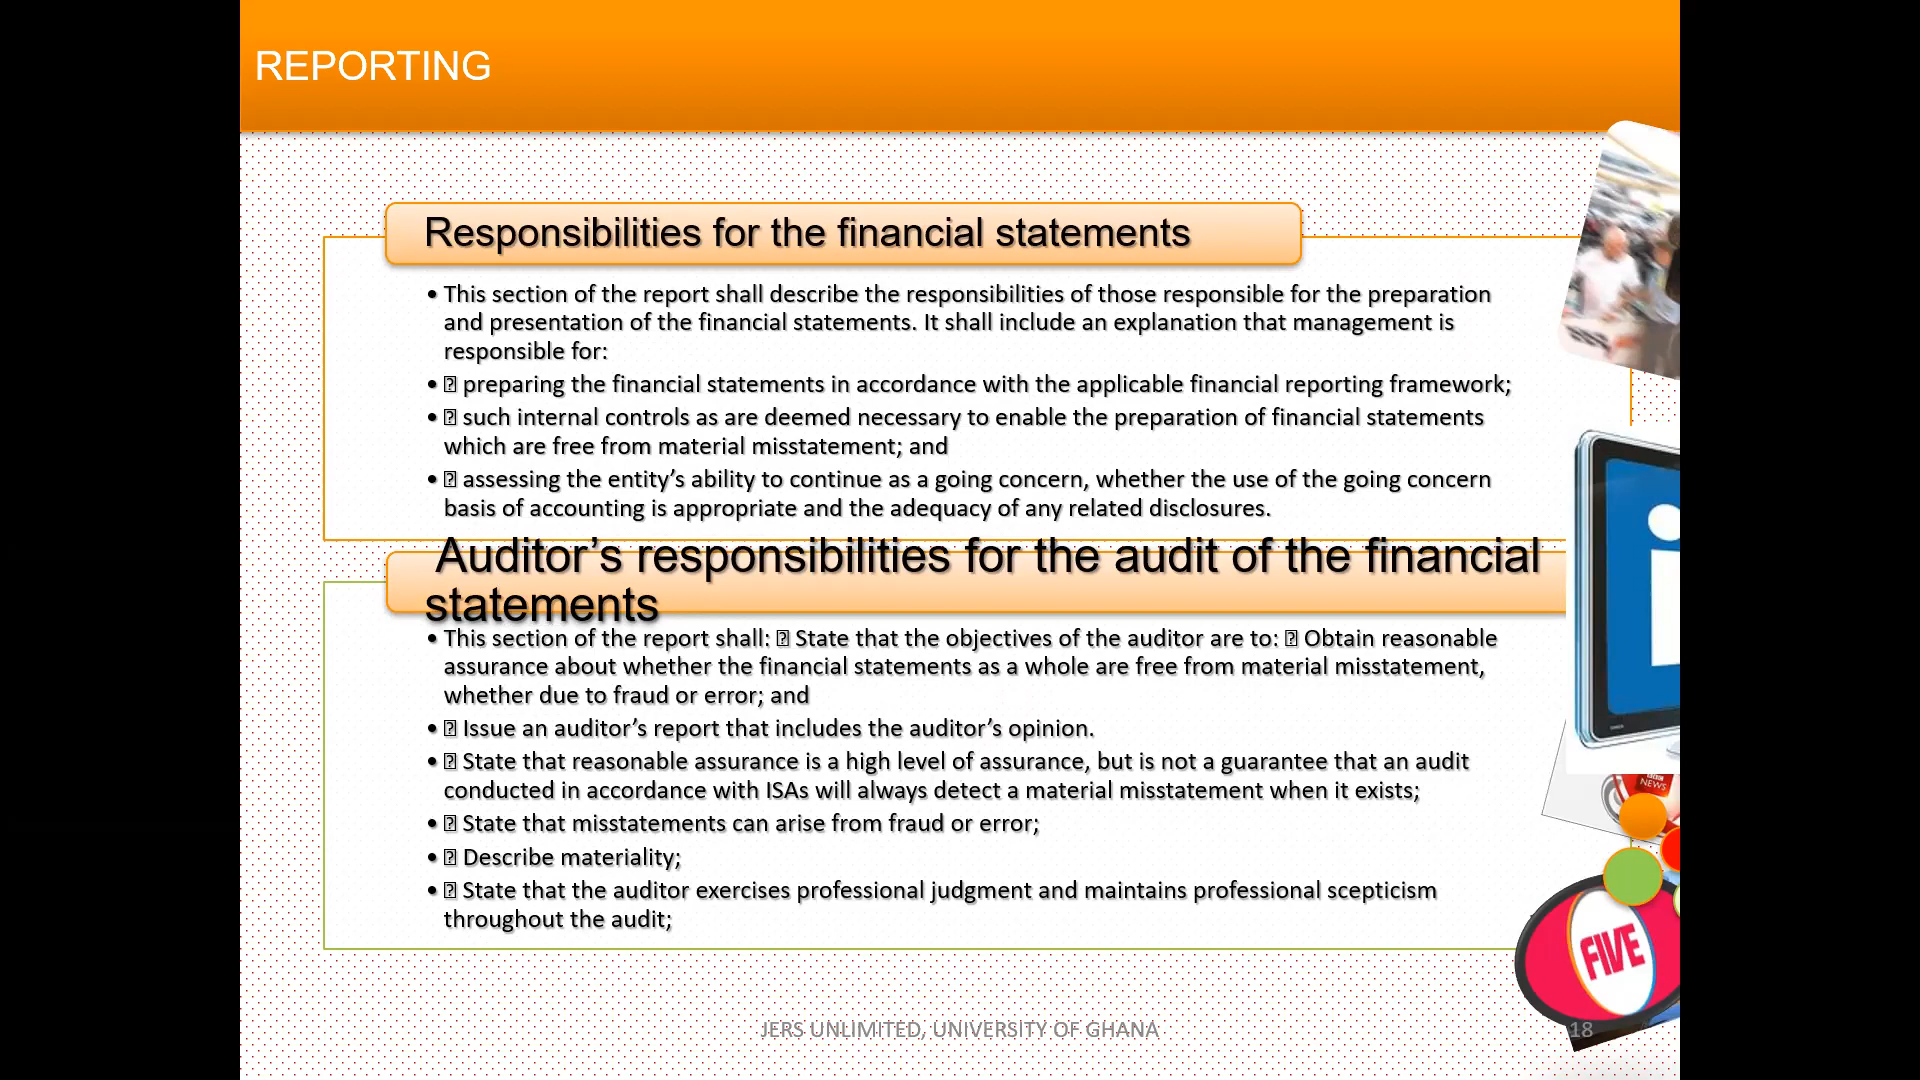 REPORTING
Responsibilities for the financial statements
• This section of the report shall describe the responsibilities of those responsible for the preparation
and presentation of the financial statements. It shall include an explanation that management is
responsible for:
• preparing the financial statements in accordance with the applicable financial reporting framework;
• such internal controls as are deemed necessary to enable the preparation of financial statements
which are free from material misstatement; and
• assessing the entity’s ability to continue as a going concern, whether the use of the going concern
basis of accounting is appropriate and the adequacy of any related disclosures.
Auditor’s responsibilities for the audit of the financial
statements
• This section of the report shall: State that the objectives of the auditor are to: Obtain reasonable
assurance about whether the financial statements as a whole are free from material misstatement,
whether due to fraud or error; and
• Issue an auditor’s report that includes the auditor’s opinion.
• State that reasonable assurance is a high level of assurance, but is not a guarantee that an audit
conducted in accordance with ISAs will always detect a material misstatement when it exists;
• State that misstatements can arise from fraud or error;
• Describe materiality;
• State that the auditor exercises professional judgment and maintains professional scepticism
throughout the audit;
NEWS
FIVE
JERS UNLIMITED, UNIVERSITY OF GHANA
18